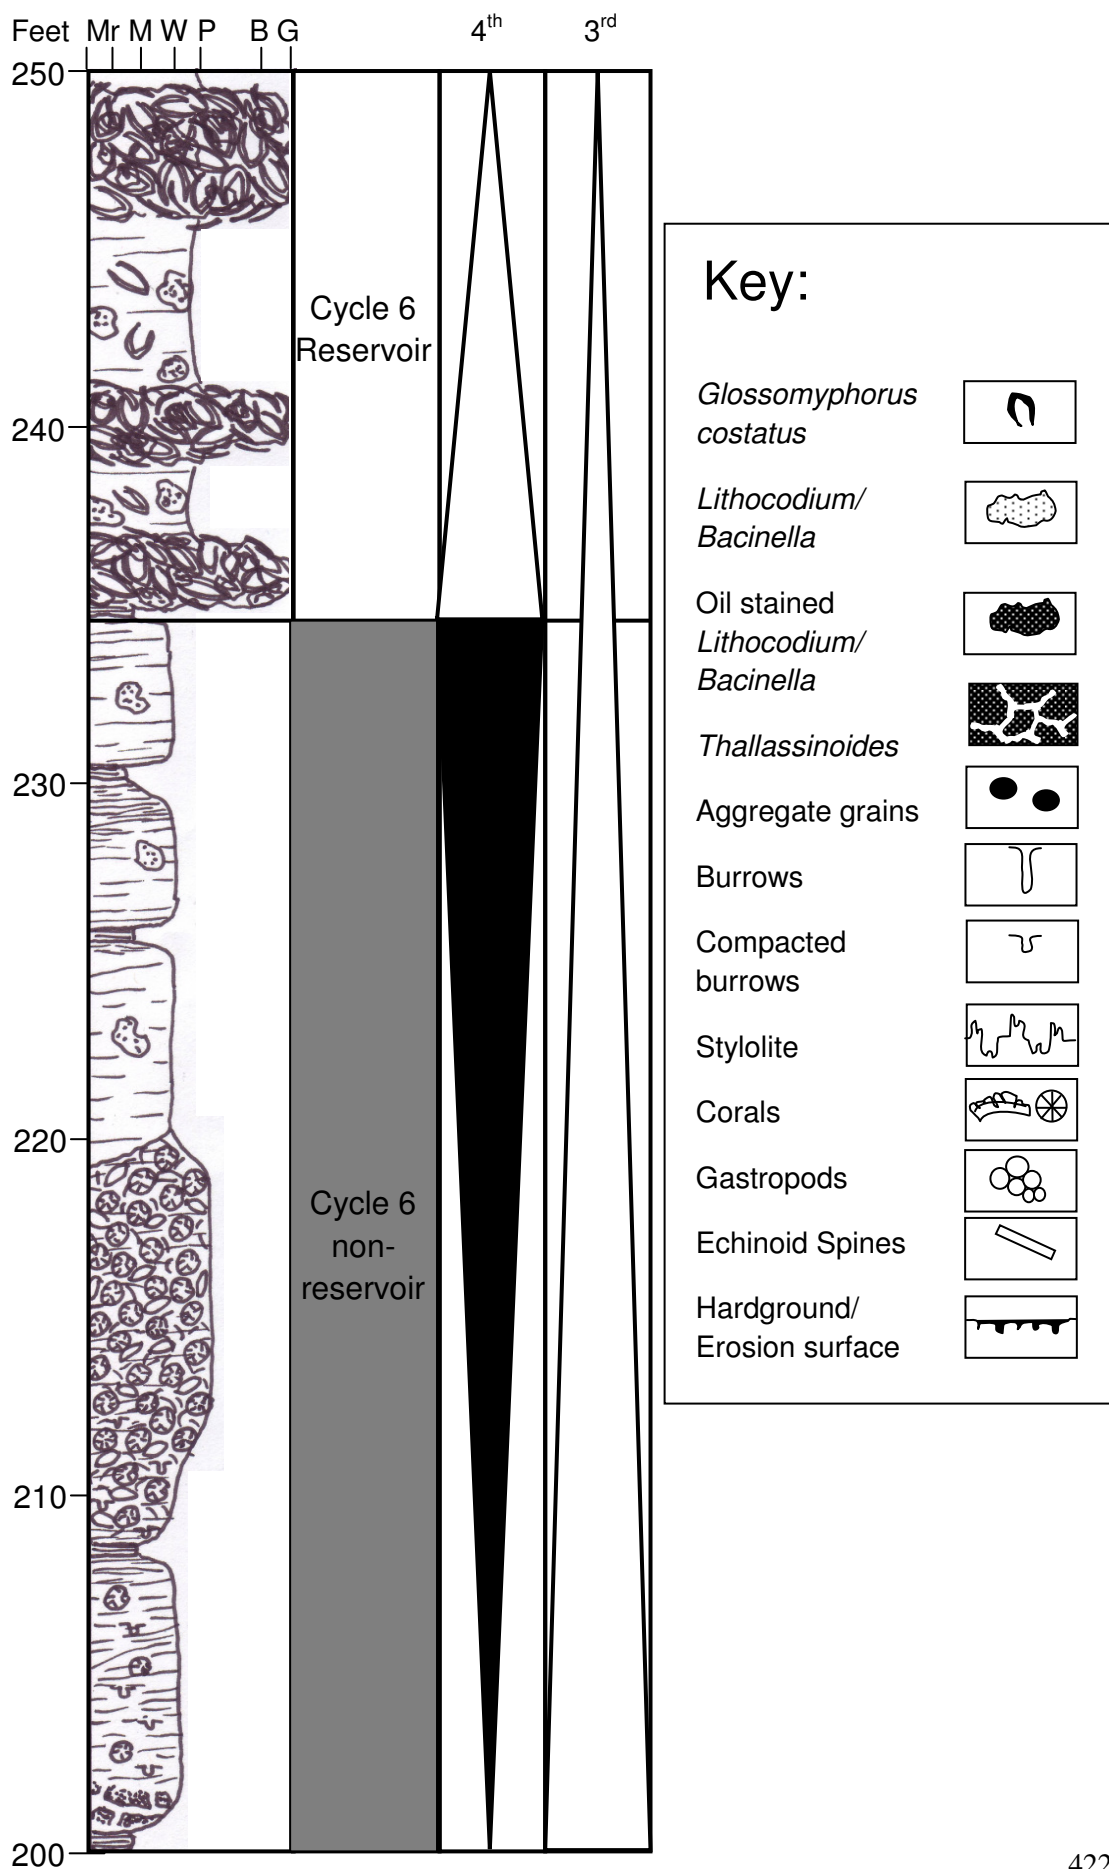 Feet Mr M W P B G 4th 3rd
250
Cycle 6
Reservoir
240
230
220
Cycle 6
non-
reservoir
210
200
Key:
Glossomyphorus
costatus
Lithocodium/
Bacinella
Oil stained
Lithocodium/
Bacinella
Thallassinoides
Aggregate grains
Burrows
Compacted
burrows
Stylolite
Corals
Gastropods
Echinoid Spines
Hardground/
Erosion surface
422